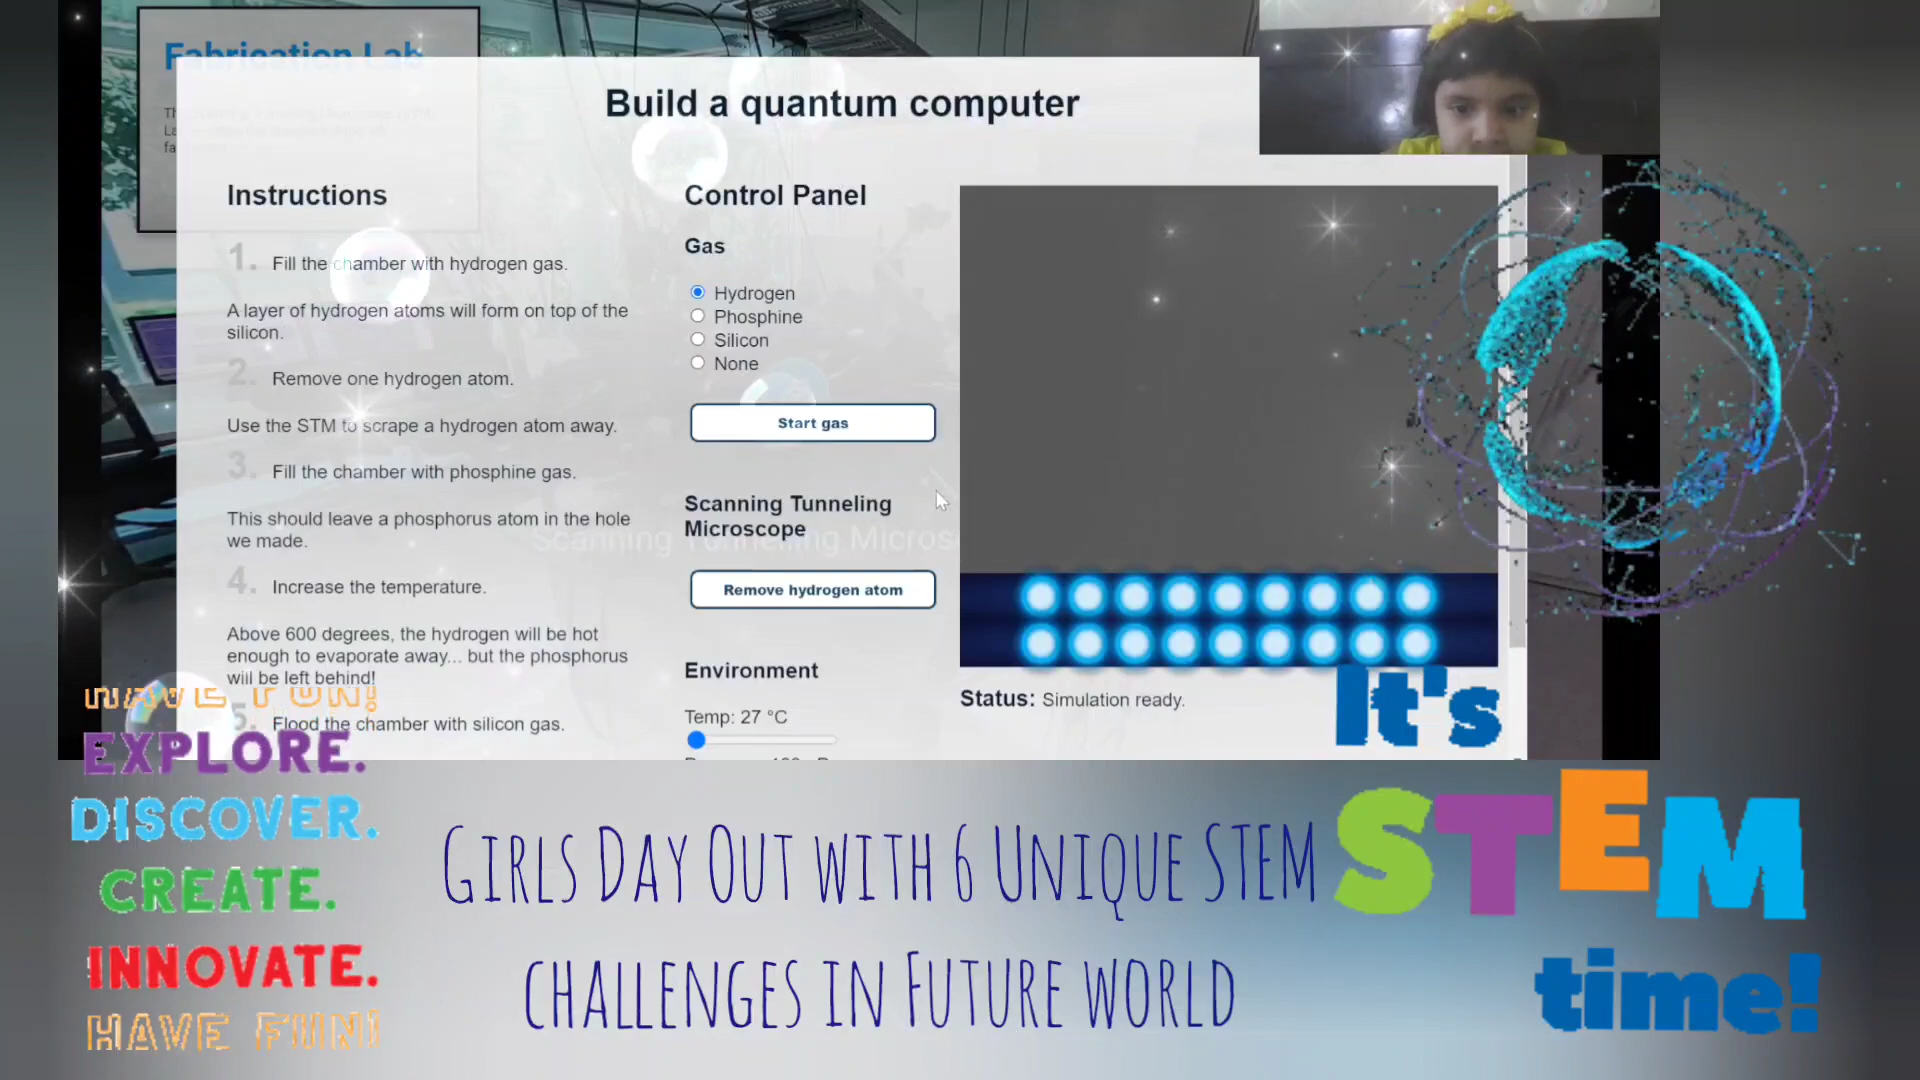 Fabrication Lab
Build a quantum computer
Instructions
1. Fill the chamber with hydrogen gas.
A layer of hydrogen atoms will form on top of the
silicon.
2. Remove one hydrogen atom.
Use the STM to scrape a hydrogen atom away.
3. Fill the chamber with phosphine gas.
This should leave a phosphorus atom in the hole
we made.
4. Increase the temperature.
Above 600 degrees, the hydrogen will be hot
enough to evaporate away... but the phosphorus
will be left behind!
5. Flood the chamber with silicon gas.
Control Panel
Gas
Hydrogen
Phosphine
Silicon
None
Start gas
Scanning Tunneling
Microscope
Scanning Tunnelling Micros
Remove hydrogen atom
Environment
Temp: 27 °C
Status: Simulation ready.
HAVE FUN!
EXPLORE.
DISCOVER.
CREATE.
INNOVATE.
HAVE FUN!
Girls Day Out with 6 Unique STEM
challenges in Future world
It's
STEM
time!